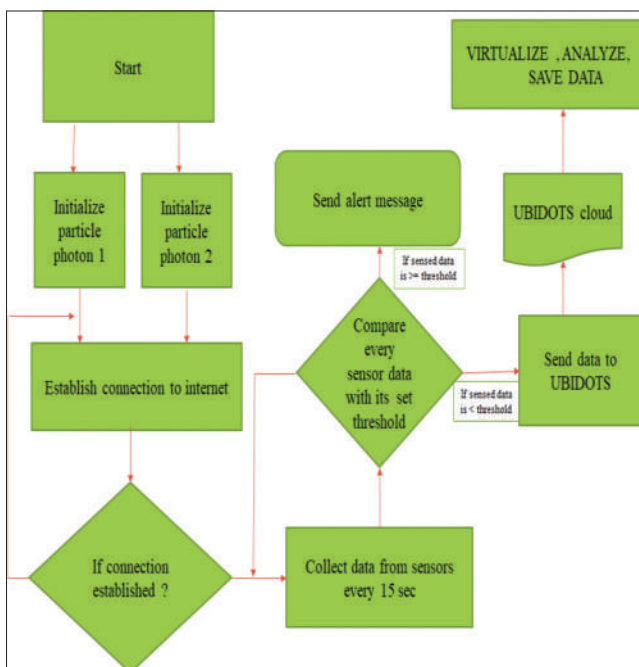 Start
VIRTUALIZE , ANALYZE,
SAVE DATA
Initialize
particle
photon 1
Initialize
particle
photon 2
Send alert message
UBIDOTS cloud
If sensed data
is >= threshold
Establish connection to internet
Compare
every
sensor data
with its set
threshold
Send data to
UBIDOTS
If sensed data
is < threshold
If connection
established ?
Collect data from sensors
every 15 sec